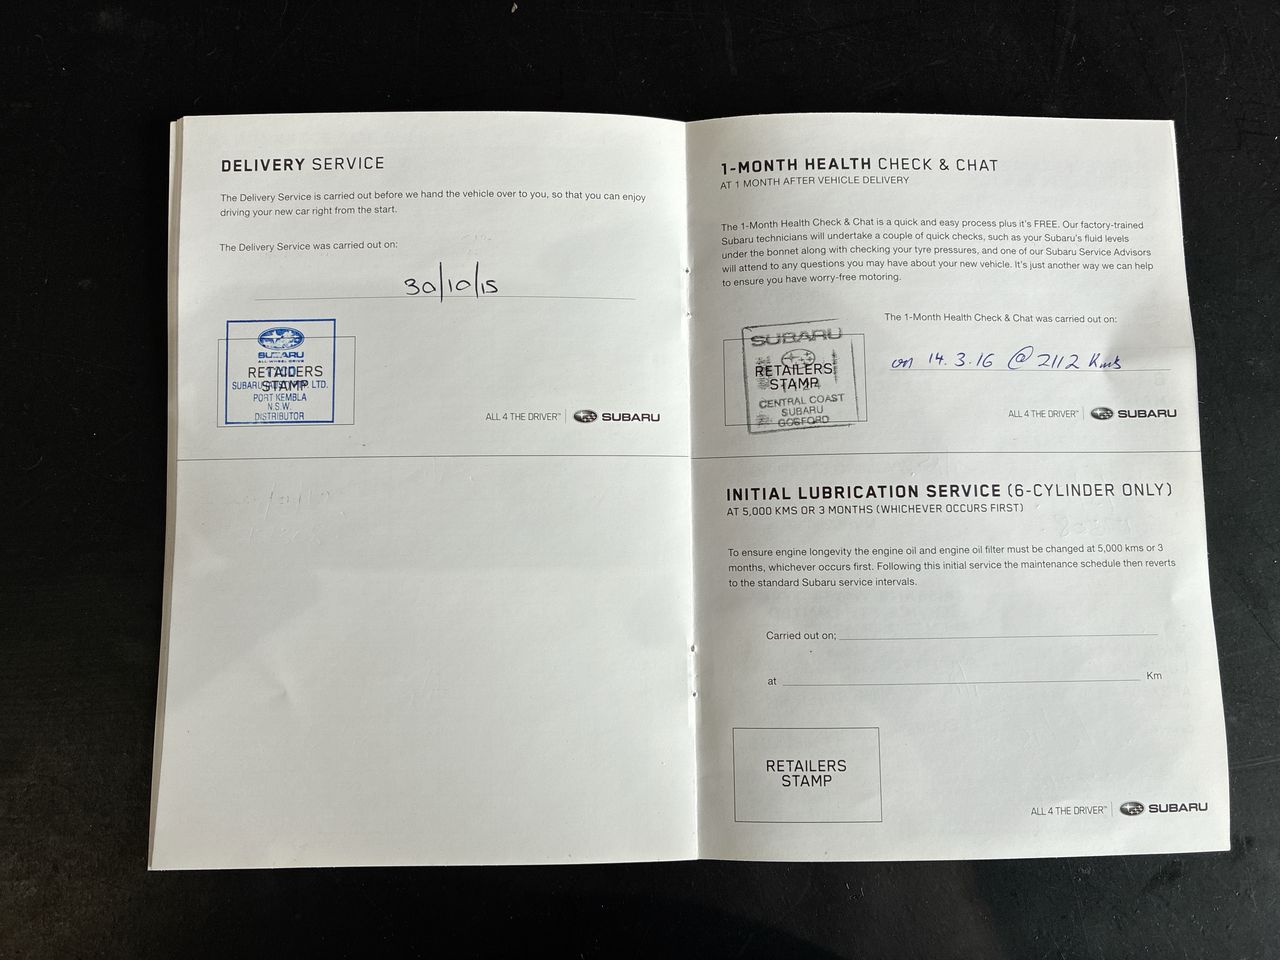 DELIVERY SERVICE
The Delivery Service is carried out before we hand the vehicle over to you, so that you can enjoy
driving your new car right from the start.
The Delivery Service was carried out on:
30/10/15
SUBARU
ALL-WHEEL DRIVE
RETAILERS
STAMP
SUBARU LTD.
PORT KEMBLA
N.S.W.
DISTRIBUTOR
ALL 4 THE DRIVER™ SUBARU
1-MONTH HEALTH CHECK & CHAT
AT 1 MONTH AFTER VEHICLE DELIVERY
The 1-Month Health Check & Chat is a quick and easy process plus it's FREE. Our factory-trained
Subaru technicians will undertake a couple of quick checks, such as your Subaru's fluid levels
under the bonnet along with checking your tyre pressures, and one of our Subaru Service Advisors
will attend to any questions you may have about your new vehicle. It's just another way we can help
to ensure you have worry-free motoring.
The 1-Month Health Check & Chat was carried out on:
on 14.3.16 @ 2112 Kms
SUBARU
RETAILERS
STAMP
CENTRAL COAST
SUBARU
GOSFORD
ALL 4 THE DRIVER™ SUBARU
INITIAL LUBRICATION SERVICE (6-CYLINDER ONLY)
AT 5,000 KMS OR 3 MONTHS (WHICHEVER OCCURS FIRST)
To ensure engine longevity the engine oil and engine oil filter must be changed at 5,000 kms or 3
months, whichever occurs first. Following this initial service the maintenance schedule then reverts
to the standard Subaru service intervals.
Carried out on;
at Km
RETAILERS
STAMP
ALL 4 THE DRIVER™ SUBARU